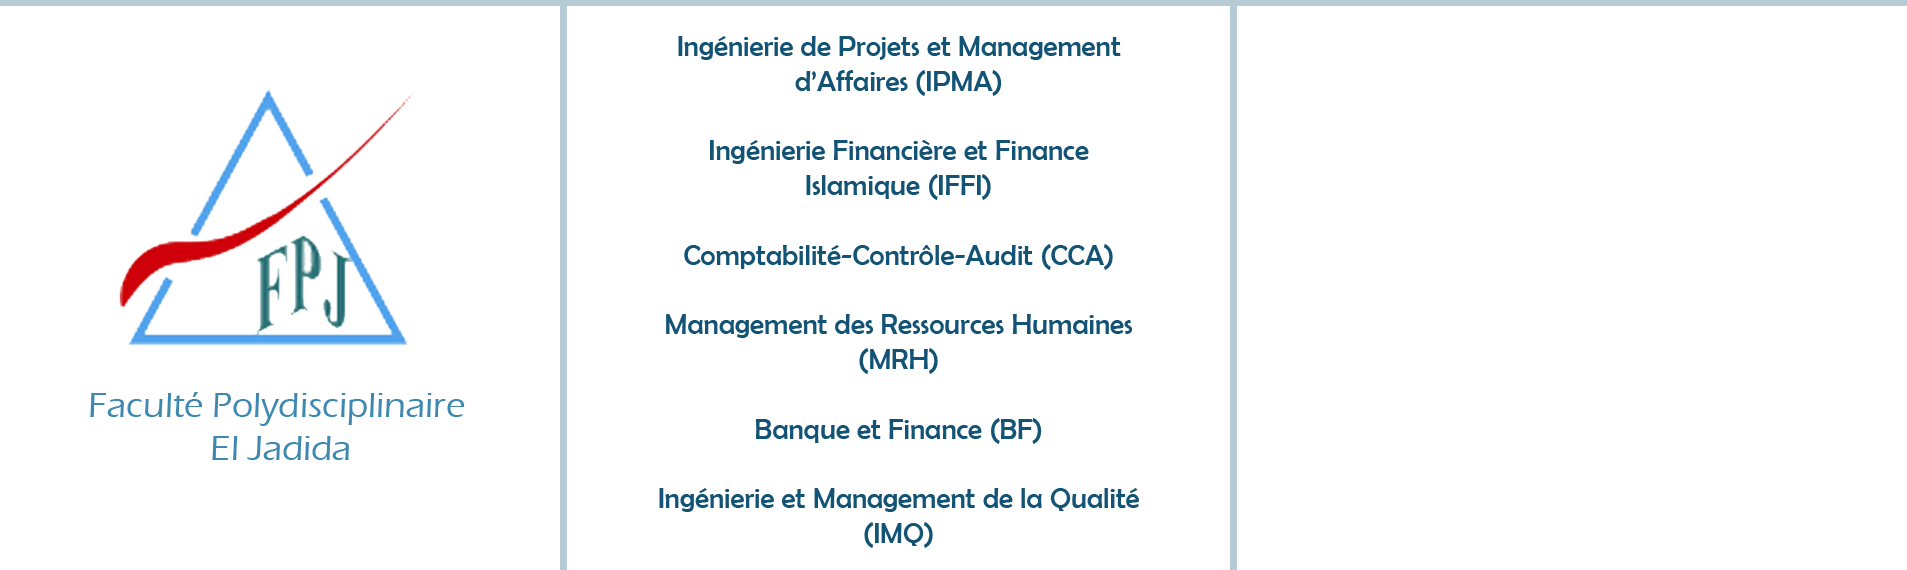 FPJ
Faculté Polydisciplinaire
El Jadida
Ingénierie de Projets et Management
d’Affaires (IPMA)
Ingénierie Financière et Finance
Islamique (IFFI)
Comptabilité-Contrôle-Audit (CCA)
Management des Ressources Humaines
(MRH)
Banque et Finance (BF)
Ingénierie et Management de la Qualité
(IMQ)